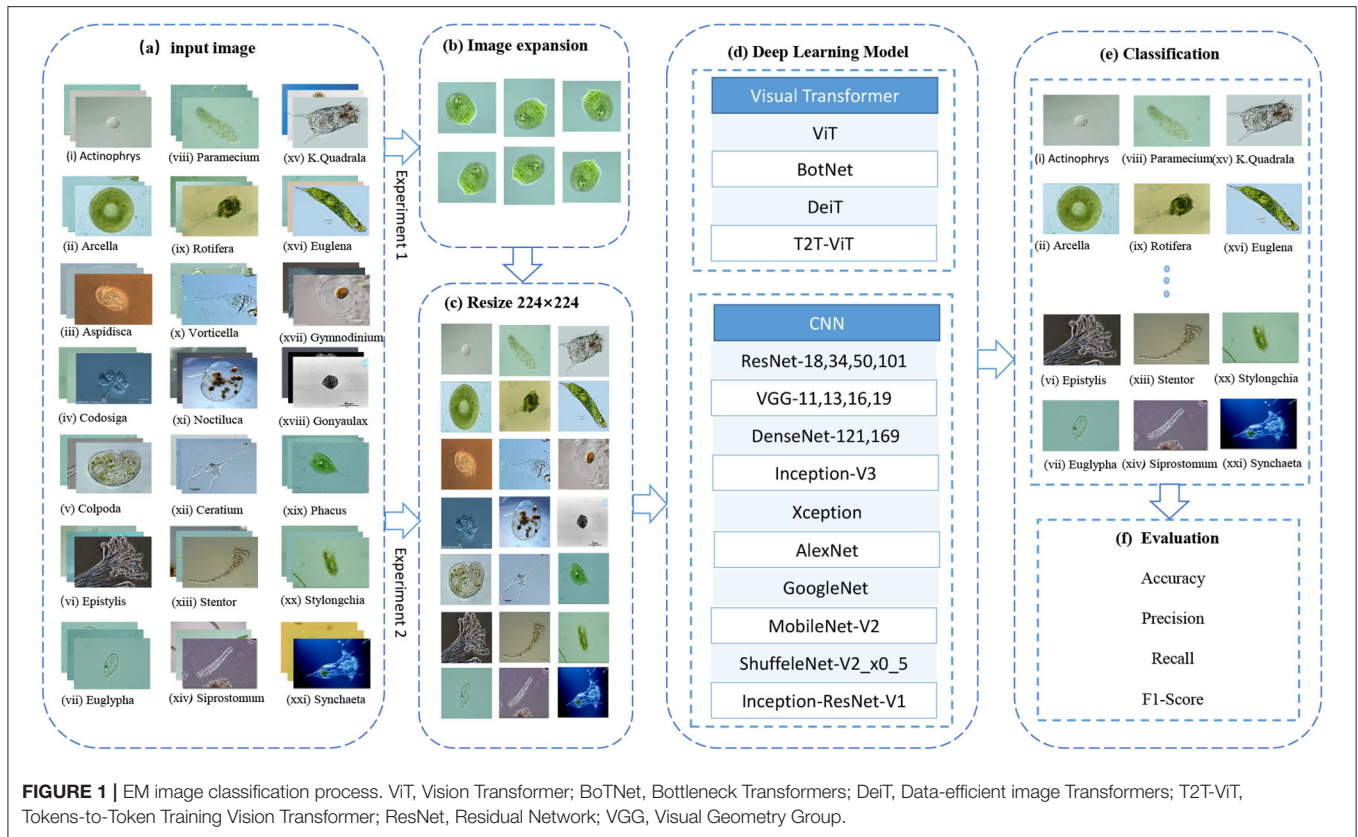 (a) input image
(i) Actinophrys
(viii) Paramecium
(xv) K.Quadrala
(ii) Arcella
(ix) Rotifera
(xvi) Euglena
(iii) Aspidisca
(x) Vorticella
(xvii) Gymnodinium
(iv) Codosiga
(xi) Noctiluca
(xviii) Gonyaulax
(v) Colpoda
(xii) Ceratium
(xix) Phacus
(vi) Epistylis
(xiii) Stentor
(xx) Stylongchia
(vii) Euglypha
(xiv) Siprostomum
(xxi) Synchaeta
Experiment 1
Experiment 2
(b) Image expansion
(c) Resize 224×224
(d) Deep Learning Model
Visual Transformer
ViT
BotNet
DeiT
T2T-ViT
CNN
ResNet-18,34,50,101
VGG-11,13,16,19
DenseNet-121,169
Inception-V3
Xception
AlexNet
GoogleNet
MobileNet-V2
ShuffeleNet-V2_x0_5
Inception-ResNet-V1
(e) Classification
(i) Actinophrys
(viii) Paramecium
(xv) K.Quadrala
(ii) Arcella
(ix) Rotifera
(xvi) Euglena
(vi) Epistylis
(xiii) Stentor
(xx) Stylongchia
(vii) Euglypha
(xiv) Siprostomum
(xxi) Synchaeta
(f) Evaluation
Accuracy
Precision
Recall
F1-Score
FIGURE 1 | EM image classification process. ViT, Vision Transformer; BoTNet, Bottleneck Transformers; DeiT, Data-efficient image Transformers; T2T-ViT,
Tokens-to-Token Training Vision Transformer; ResNet, Residual Network; VGG, Visual Geometry Group.